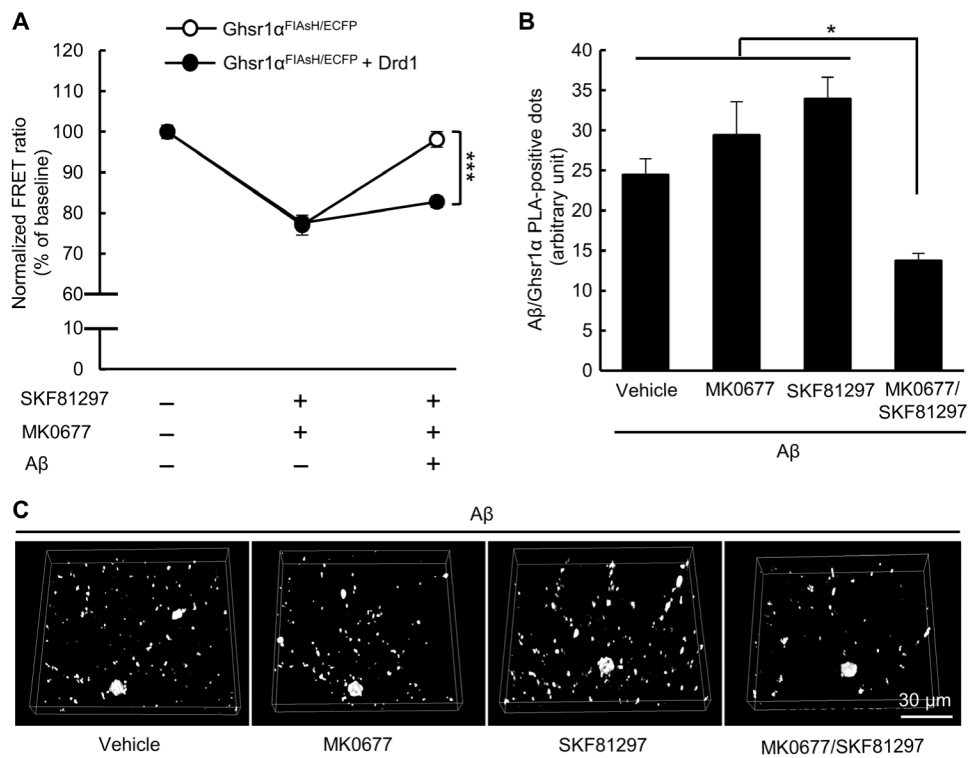 A
Ghsr1α^FlAsH/ECFP
Ghsr1α^FlAsH/ECFP + Drd1
Normalized FRET ratio
(% of baseline)
120
110
100
90
80
70
60
10
0
***
SKF81297 – + +
MK0677 – + +
Aβ – – +
B
*
Aβ/Ghsr1α PLA-positive dots
(arbitrary unit)
40
35
30
25
20
15
10
5
0
Vehicle MK0677 SKF81297 MK0677/
SKF81297
Aβ
C
Aβ
30 µm
Vehicle MK0677 SKF81297 MK0677/SKF81297